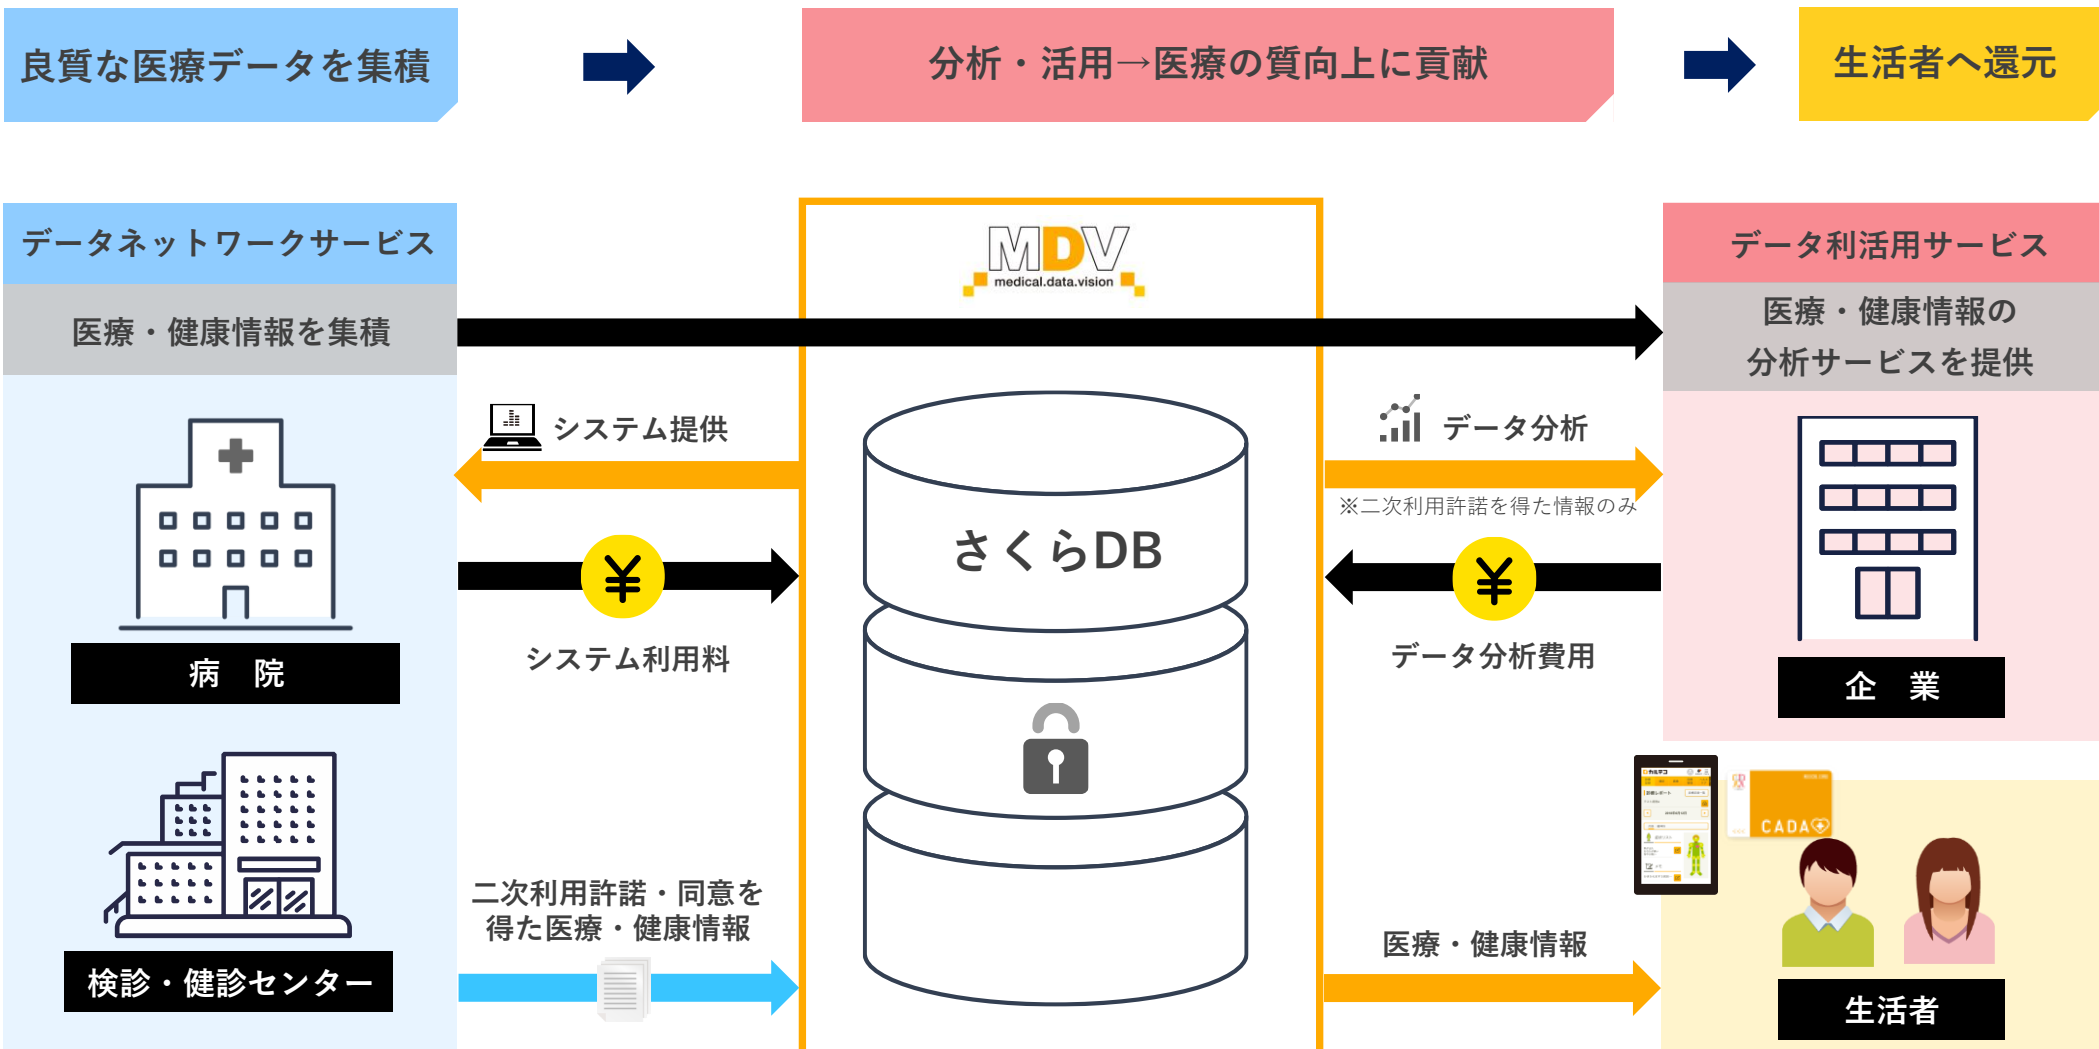 良質な医療データを集積
分析・活用→医療の質向上に貢献
生活者へ還元
データネットワークサービス
医療・健康情報を集積
MDV
medical.data.vision
データ利活用サービス
医療・健康情報の
分析サービスを提供
システム提供
データ分析
※二次利用許諾を得た情報のみ
さくらDB
システム利用料
データ分析費用
病　院
企　業
二次利用許諾・同意を
得た医療・健康情報
医療・健康情報
検診・健診センター
カルテコ
CADA
生活者